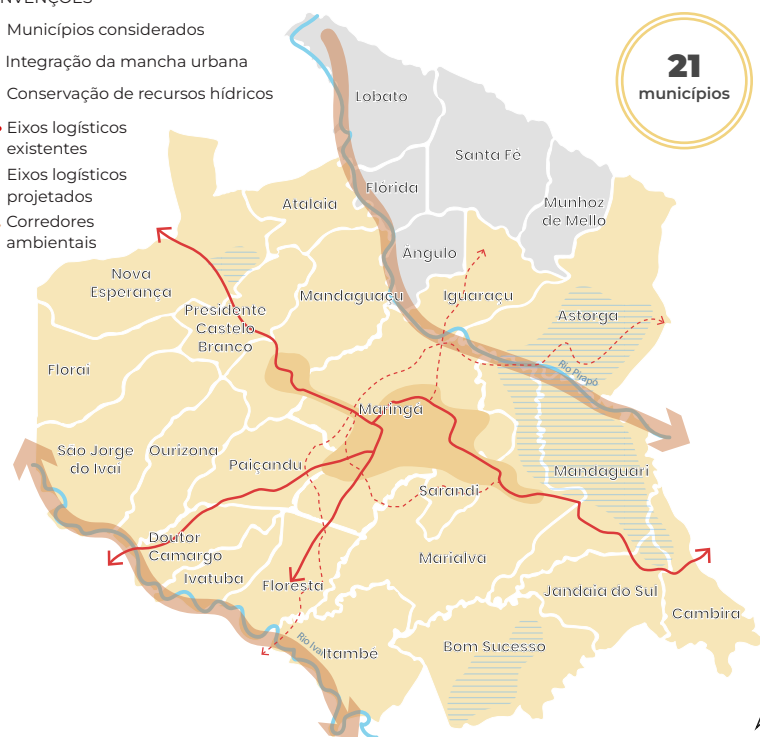 NVENÇÕES
Municípios considerados
Integração da mancha urbana
Conservação de recursos hídricos
Eixos logísticos
existentes
Eixos logísticos
projetados
Corredores
ambientais
21
municípios
Lobato
Santa Fé
Flórida
Munhoz
de Mello
Atalaia
Ângulo
Nova
Esperança
Mandaguaçu
Iguaraçu
Presidente
Castelo
Branco
Astorga
Florai
Rio Pirapó
Maringá
São Jorge
do Ivaí
Ourizona
Paiçandu
Mandaguari
Sarandi
Doutor
Camargo
Marialva
Ivatuba
Floresta
Jandaia do Sul
Cambira
Rio Ivaí
Itambé
Bom Sucesso